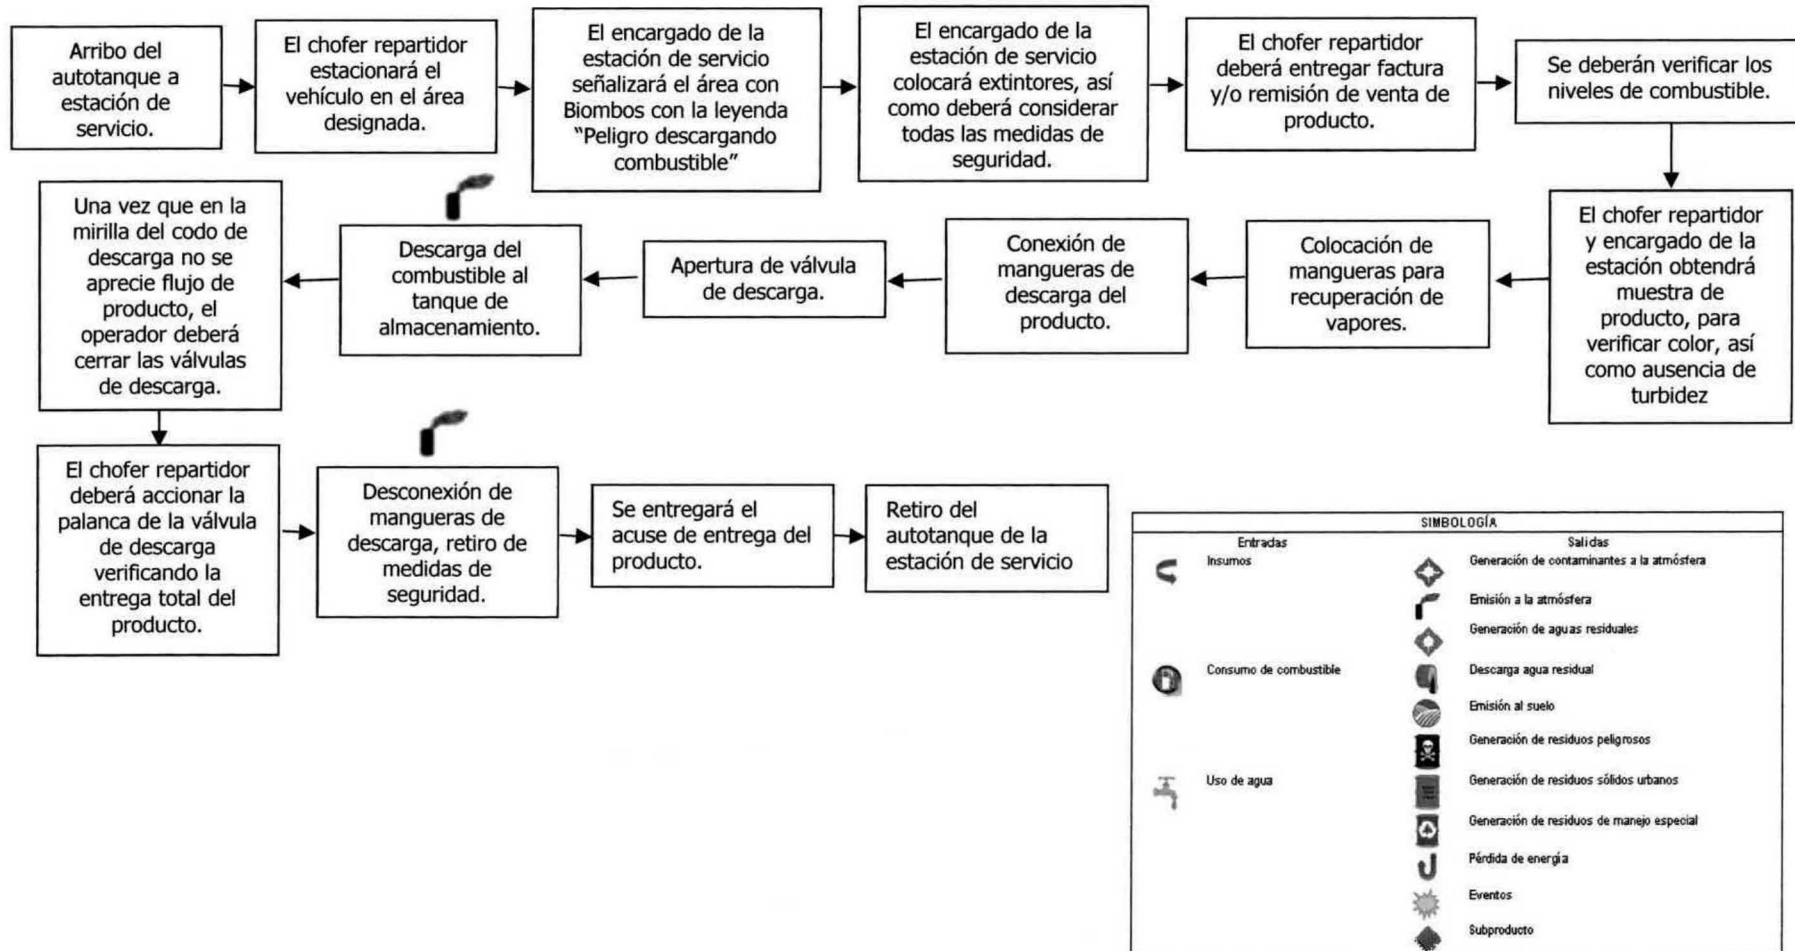 Arribo del
autotanque a
estación de
servicio.
El chofer repartidor
estacionará el
vehículo en el área
designada.
El encargado de la
estación de servicio
señalizará el área con
Biombos con la leyenda
“Peligro descargando
combustible”
El encargado de la
estación de servicio
colocará extintores, así
como deberá considerar
todas las medidas de
seguridad.
El chofer repartidor
deberá entregar factura
y/o remisión de venta de
producto.
Se deberán verificar los
niveles de combustible.
El chofer repartidor
y encargado de la
estación obtendrá
muestra de
producto, para
verificar color, así
como ausencia de
turbidez
Colocación de
mangueras para
recuperación de
vapores.
Conexión de
mangueras de
descarga del
producto.
Apertura de válvula
de descarga.
Descarga del
combustible al
tanque de
almacenamiento.
Una vez que en la
mirilla del codo de
descarga no se
aprecie flujo de
producto, el
operador deberá
cerrar las válvulas
de descarga.
El chofer repartidor
deberá accionar la
palanca de la válvula
de descarga
verificando la
entrega total del
producto.
Desconexión de
mangueras de
descarga, retiro de
medidas de
seguridad.
Se entregará el
acuse de entrega del
producto.
Retiro del
autotanque de la
estación de servicio
SIMBOLOGÍA
Entradas
Insumos
Consumo de combustible
Uso de agua
Salidas
Generación de contaminantes a la atmósfera
Emisión a la atmósfera
Generación de aguas residuales
Descarga agua residual
Emisión al suelo
Generación de residuos peligrosos
Generación de residuos sólidos urbanos
Generación de residuos de manejo especial
Pérdida de energía
Eventos
Subproducto